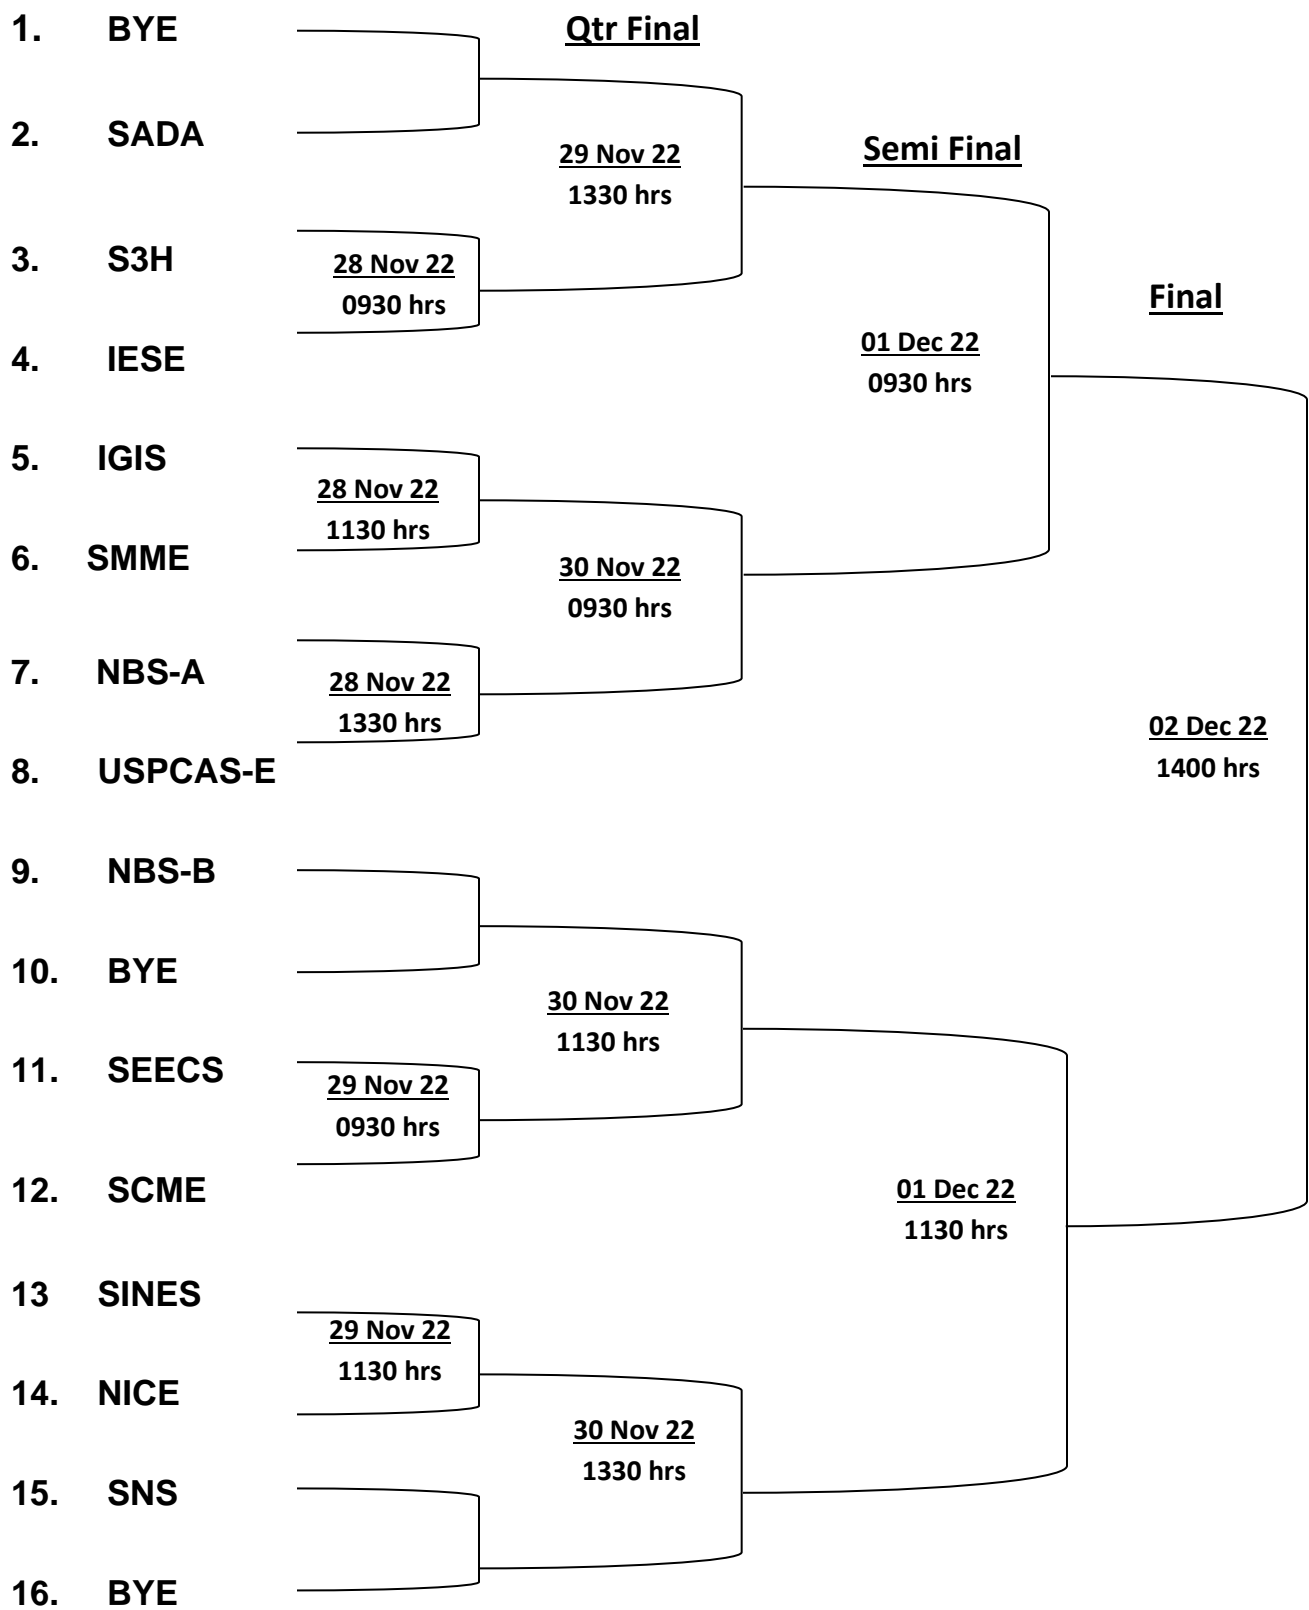 1. BYE
Qtr Final
2. SADA
29 Nov 22
1330 hrs
Semi Final
3. S3H
28 Nov 22
0930 hrs
Final
4. IESE
01 Dec 22
0930 hrs
5. IGIS
28 Nov 22
1130 hrs
6. SMME
30 Nov 22
0930 hrs
7. NBS-A
28 Nov 22
1330 hrs
02 Dec 22
1400 hrs
8. USPCAS-E
9. NBS-B
10. BYE
30 Nov 22
1130 hrs
11. SEECS
29 Nov 22
0930 hrs
12. SCME
01 Dec 22
1130 hrs
13 SINES
29 Nov 22
1130 hrs
14. NICE
30 Nov 22
1330 hrs
15. SNS
16. BYE